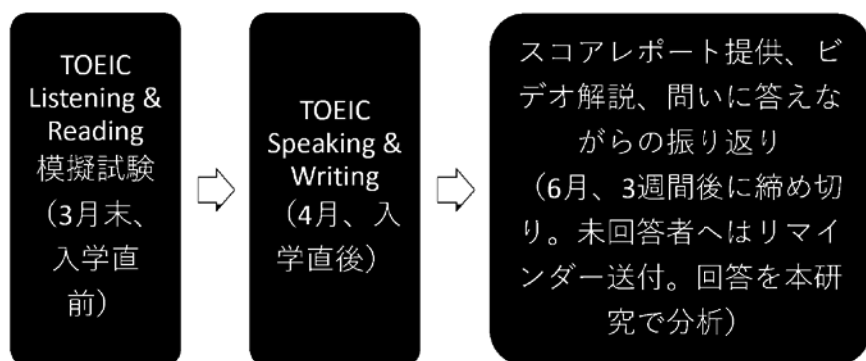 TOEIC
Listening &
Reading
模擬試験
（3月末、
入学直
前）
TOEIC
Speaking &
Writing
（4月、入
学直後）
スコアレポート提供、ビ
デオ解説、問いに答えな
がらの振り返り
（6月、3週間後に締め切
り。未回答者へはリマイ
ンダー送付。回答を本研
究で分析）